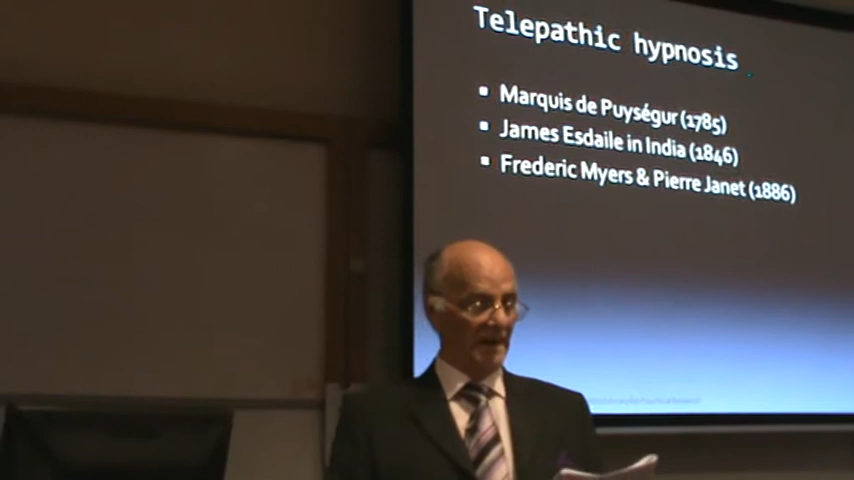 Telepathic hypnosis
Marquis de Puységur (1785)
James Esdaile in India (1846)
Frederic Myers & Pierre Janet (1886)